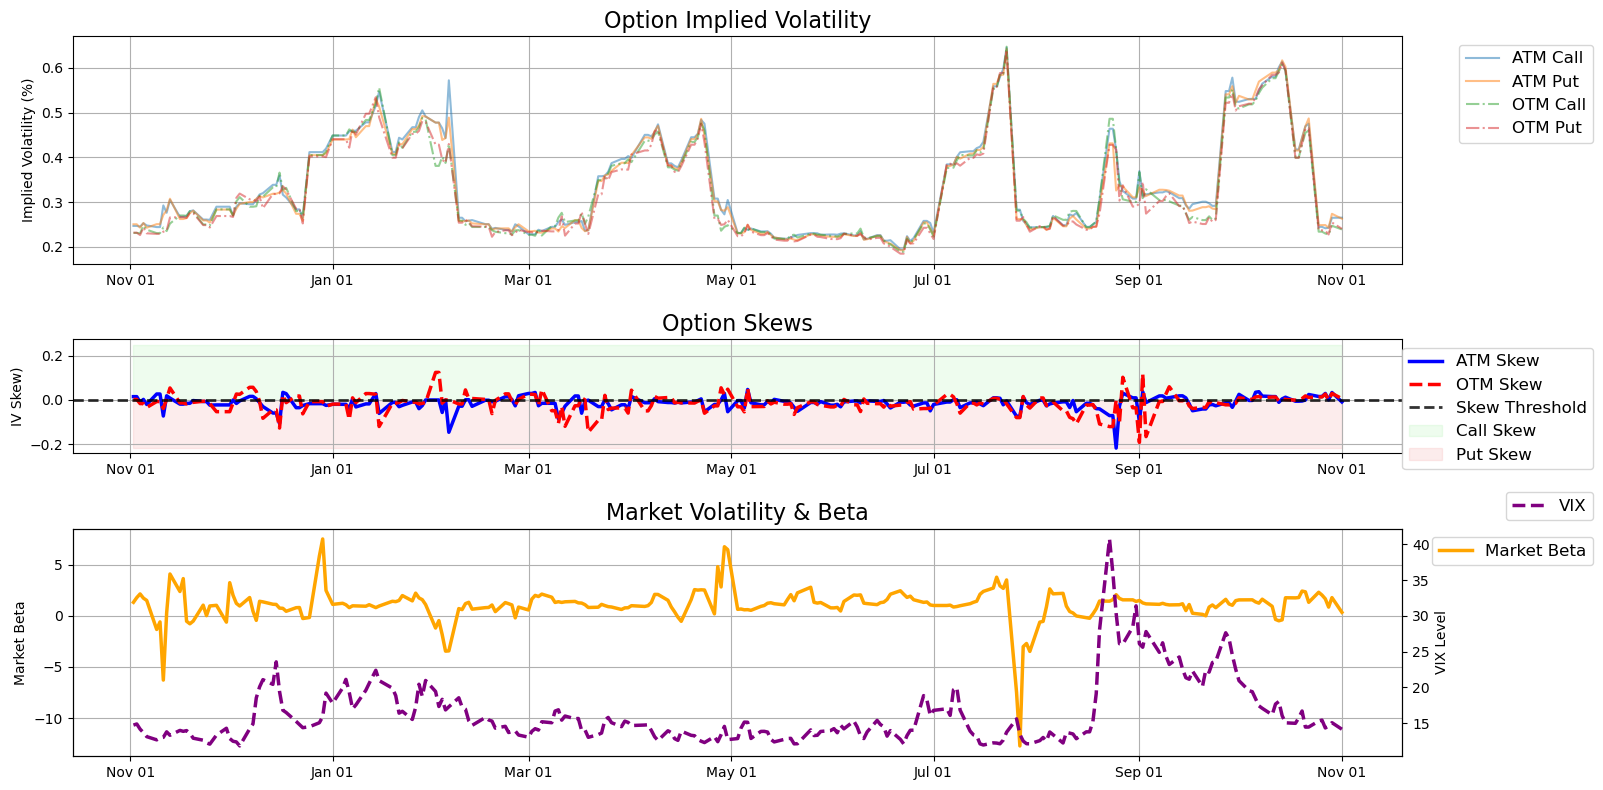 Option Implied Volatility
Implied Volatility (%)
0.6
0.5
0.4
0.3
0.2
Nov 01 Jan 01 Mar 01 May 01 Jul 01 Sep 01 Nov 01
ATM Call
ATM Put
OTM Call
OTM Put
Option Skews
IV Skew)
0.2
0.0
−0.2
Nov 01 Jan 01 Mar 01 May 01 Jul 01 Sep 01 Nov 01
ATM Skew
OTM Skew
Skew Threshold
Call Skew
Put Skew
Market Volatility & Beta
Market Beta
5
0
−5
−10
Nov 01 Jan 01 Mar 01 May 01 Jul 01 Sep 01 Nov 01
40
35
30
25
20
15
VIX Level
VIX
Market Beta